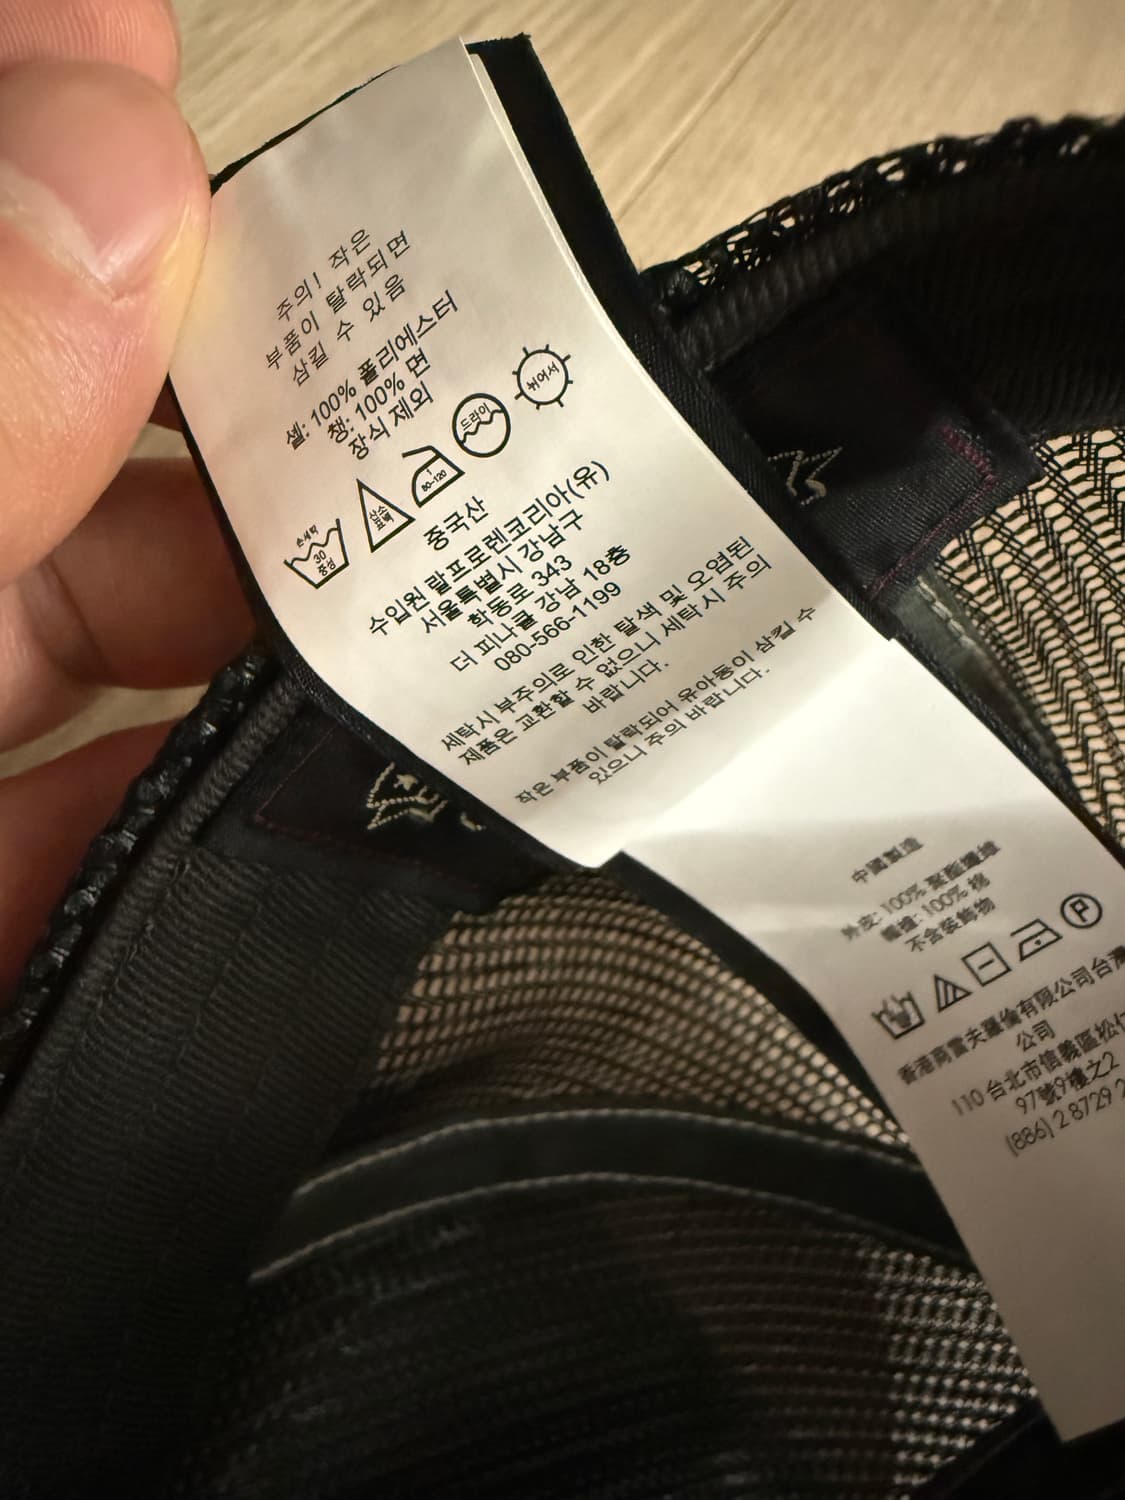 주의! 작은
부품이 탈락되면
삼킬 수 있음
셀: 100% 폴리에스터
챙: 100% 면
장식 제외
손세탁
30
중성
산소
표백
1
80~120
드라이
뉘어서
중국산
수입원 랄프로렌코리아(유)
서울특별시 강남구
학동로 343
더 피나클 강남 18층
080-566-1199
세탁시 부주의로 인한 탈색 및 오염된
제품은 교환할 수 없으니 세탁시 주의
바랍니다.
작은 부품이 탈락되어 유아동이 삼킬 수
있으니 주의 바랍니다.
中國製造
外皮: 100% 聚酯纖維
帽檐: 100% 棉
不含裝飾物
P
香港商雷夫羅倫有限公司台灣
公司
110 台北市信義區松仁
97號9樓之2
(886) 2 8729 2